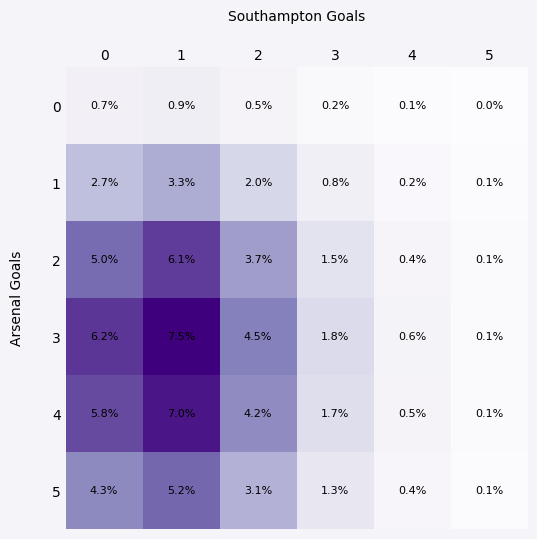 Southampton Goals
0 1 2 3 4 5
0 0.7% 0.9% 0.5% 0.2% 0.1% 0.0%
1 2.7% 3.3% 2.0% 0.8% 0.2% 0.1%
2 5.0% 6.1% 3.7% 1.5% 0.4% 0.1%
Arsenal Goals
3 6.2% 7.5% 4.5% 1.8% 0.6% 0.1%
4 5.8% 7.0% 4.2% 1.7% 0.5% 0.1%
5 4.3% 5.2% 3.1% 1.3% 0.4% 0.1%